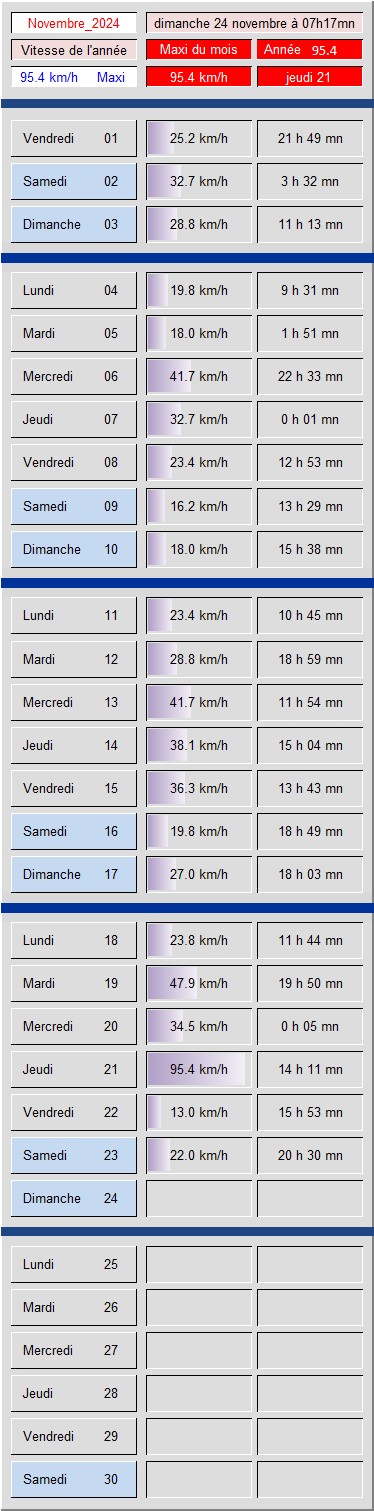 Novembre_2024 dimanche 24 novembre à 07h17mn
Vitesse de l'année Maxi du mois Année 95.4
95.4 km/h Maxi 95.4 km/h jeudi 21
Vendredi 01 25.2 km/h 21 h 49 mn
Samedi 02 32.7 km/h 3 h 32 mn
Dimanche 03 28.8 km/h 11 h 13 mn
Lundi 04 19.8 km/h 9 h 31 mn
Mardi 05 18.0 km/h 1 h 51 mn
Mercredi 06 41.7 km/h 22 h 33 mn
Jeudi 07 32.7 km/h 0 h 01 mn
Vendredi 08 23.4 km/h 12 h 53 mn
Samedi 09 16.2 km/h 13 h 29 mn
Dimanche 10 18.0 km/h 15 h 38 mn
Lundi 11 23.4 km/h 10 h 45 mn
Mardi 12 28.8 km/h 18 h 59 mn
Mercredi 13 41.7 km/h 11 h 54 mn
Jeudi 14 38.1 km/h 15 h 04 mn
Vendredi 15 36.3 km/h 13 h 43 mn
Samedi 16 19.8 km/h 18 h 49 mn
Dimanche 17 27.0 km/h 18 h 03 mn
Lundi 18 23.8 km/h 11 h 44 mn
Mardi 19 47.9 km/h 19 h 50 mn
Mercredi 20 34.5 km/h 0 h 05 mn
Jeudi 21 95.4 km/h 14 h 11 mn
Vendredi 22 13.0 km/h 15 h 53 mn
Samedi 23 22.0 km/h 20 h 30 mn
Dimanche 24
Lundi 25
Mardi 26
Mercredi 27
Jeudi 28
Vendredi 29
Samedi 30